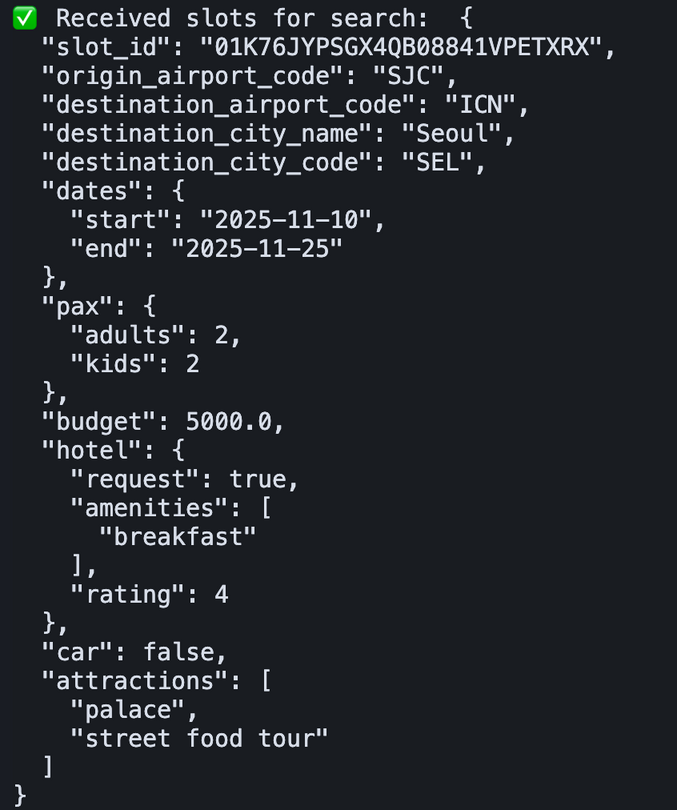 ✅ Received slots for search:  {
  "slot_id": "01K76JYPSGX4QB08841VPETXRX",
  "origin_airport_code": "SJC",
  "destination_airport_code": "ICN",
  "destination_city_name": "Seoul",
  "destination_city_code": "SEL",
  "dates": {
    "start": "2025-11-10",
    "end": "2025-11-25"
  },
  "pax": {
    "adults": 2,
    "kids": 2
  },
  "budget": 5000.0,
  "hotel": {
    "request": true,
    "amenities": [
      "breakfast"
    ],
    "rating": 4
  },
  "car": false,
  "attractions": [
    "palace",
    "street food tour"
  ]
}